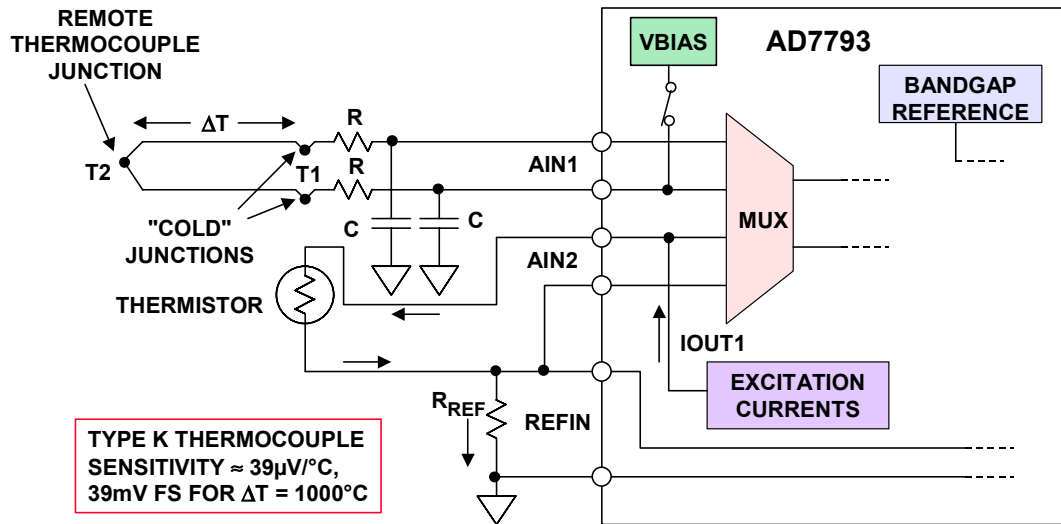 REMOTE
THERMOCOUPLE
JUNCTION
VBIAS
AD7793
BANDGAP
REFERENCE
ΔT
R
T2
T1
R
AIN1
"COLD"
JUNCTIONS
C
C
MUX
AIN2
THERMISTOR
IOUT1
EXCITATION
CURRENTS
RREF
REFIN
TYPE K THERMOCOUPLE
SENSITIVITY ≈ 39µV/°C,
39mV FS FOR ΔT = 1000°C